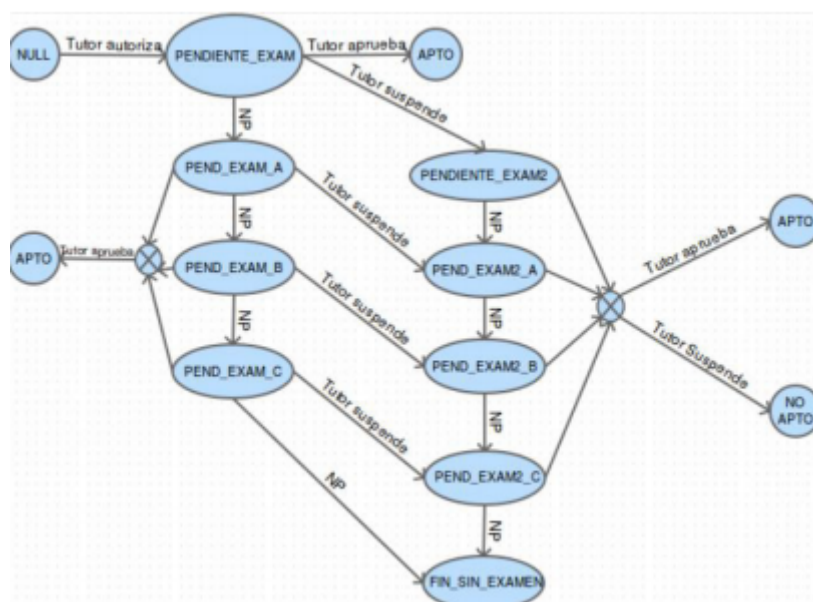 NULL
Tutor autoriza
PENDIENTE_EXAM
Tutor aprueba
APTO
Tutor suspende
NP
PEND_EXAM_A
PENDIENTE_EXAM2
Tutor suspende
NP
NP
APTO
Tutor aprueba
PEND_EXAM_B
PEND_EXAM2_A
Tutor aprueba
APTO
Tutor suspende
NP
NP
PEND_EXAM_C
PEND_EXAM2_B
Tutor Suspende
NO
APTO
Tutor suspende
NP
NP
PEND_EXAM2_C
NP
FIN_SIN_EXAMEN